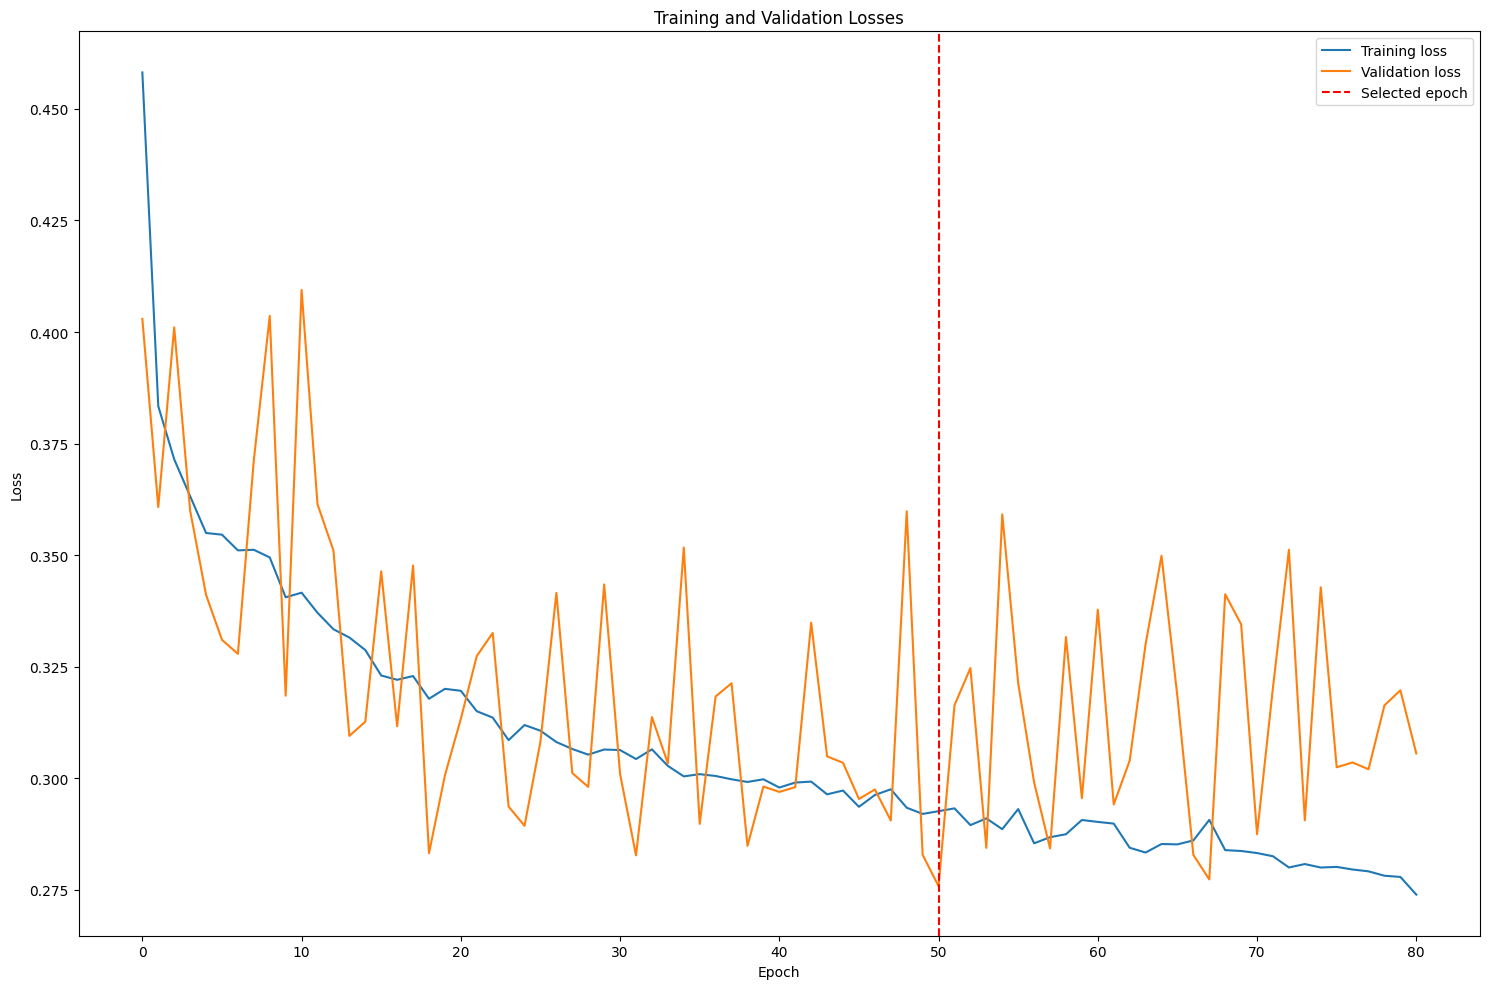 Training and Validation Losses
Training loss
Validation loss
Selected epoch
0.450
0.425
0.400
0.375
0.350
0.325
0.300
0.275
Loss
0 10 20 30 40 50 60 70 80
Epoch